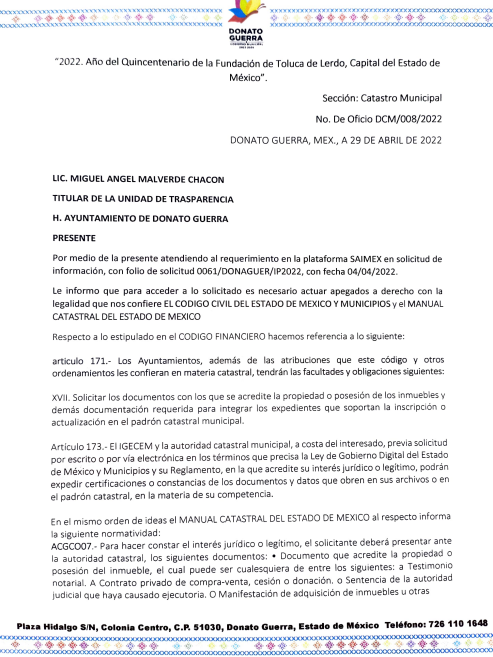 DONATO
GUERRA
"2022. Año del Quincentenario de la Fundación de Toluca de Lerdo, Capital del Estado de
México".
Sección: Catastro Municipal
No. De Oficio DCM/008/2022
DONATO GUERRA, MEX., A 29 DE ABRIL DE 2022
LIC. MIGUEL ANGEL MALVERDE CHACON
TITULAR DE LA UNIDAD DE TRASPARENCIA
H. AYUNTAMIENTO DE DONATO GUERRA
PRESENTE
Por medio de la presente atendiendo al requerimiento en la plataforma SAIMEX en solicitud de
información, con folio de solicitud 0061/DONAGUER/IP2022, con fecha 04/04/2022.
Le informo que para acceder a lo solicitado es necesario actuar apegados a derecho con la
legalidad que nos confiere EL CODIGO CIVIL DEL ESTADO DE MEXICO Y MUNICIPIOS y el MANUAL
CATASTRAL DEL ESTADO DE MEXICO
Respecto a lo estipulado en el CODIGO FINANCIERO hacemos referencia a lo siguiente:
articulo 171.- Los Ayuntamientos, además de las atribuciones que este código y otros
ordenamientos les confieran en materia catastral, tendrán las facultades y obligaciones siguientes:
XVII. Solicitar los documentos con los que se acredite la propiedad o posesión de los inmuebles y
demás documentación requerida para integrar los expedientes que soportan la inscripción o
actualización en el padrón catastral municipal.
Artículo 173.- El IGECEM y la autoridad catastral municipal, a costa del interesado, previa solicitud
por escrito o por vía electrónica en los términos que precisa la Ley de Gobierno Digital del Estado
de México y Municipios y su Reglamento, en la que acredite su interés jurídico o legítimo, podrán
expedir certificaciones o constancias de los documentos y datos que obren en sus archivos o en
el padrón catastral, en la materia de su competencia.
En el mismo orden de ideas el MANUAL CATASTRAL DEL ESTADO DE MEXICO al respecto informa
la siguiente normatividad:
ACGCO07.- Para hacer constar el interés jurídico o legítimo, el solicitante deberá presentar ante
la autoridad catastral, los siguientes documentos: • Documento que acredite la propiedad o
posesión del inmueble, el cual puede ser cualesquiera de entre los siguientes: a Testimonio
notarial. A Contrato privado de compra-venta, cesión o donación. o Sentencia de la autoridad
judicial que haya causado ejecutoria. O Manifestación de adquisición de inmuebles u otras
Plaza Hidalgo S/N, Colonia Centro, C.P. 51030, Donato Guerra, Estado de México Teléfono: 726 110 1648